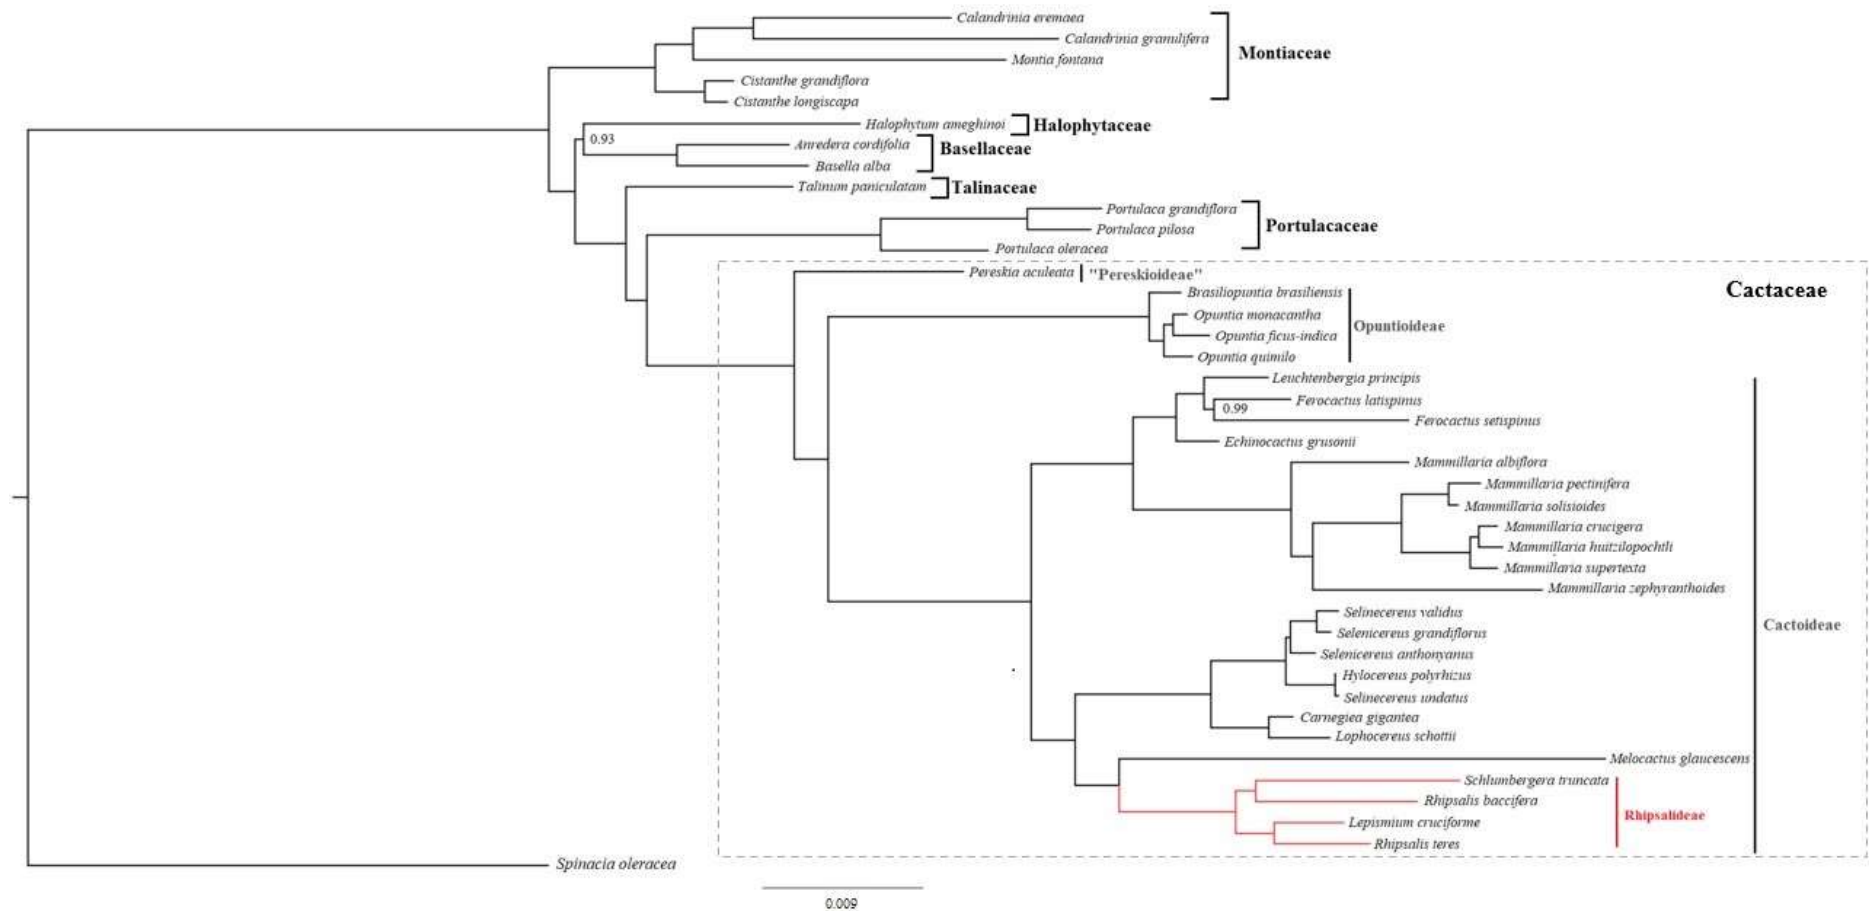 Calandrinia eremaea
Calandrinia granulifera
Montiaceae
Montia fontana
Cistanthe grandiflora
Cistanthe longiscapa
Halophytum ameghinoi
Halophytaceae
0.93
Anredera cordifolia
Basellaceae
Basella alba
Talinum paniculatam
Talinaceae
Portulaca grandiflora
Portulaca pilosa
Portulacaceae
Portulaca oleracea
Pereskia aculeata
"Pereskioideae"
Cactaceae
Brasiliopuntia brasiliensis
Opuntia monacantha
Opuntioideae
Opuntia ficus-indica
Opuntia quimilo
Leuchtenbergia principis
Ferocactus latispinus
0.99
Ferocactus setispinus
Echinocactus grusonii
Mammillaria albiflora
Mammillaria pectinifera
Mammillaria solisioides
Mammillaria crucigera
Mammillaria huitzilopochtli
Mammillaria supertexta
Mammillaria zephyranthoides
Selinecereus validus
Cactoideae
Selenicereus grandiflorus
Selenicereus anthonyanus
Hylocereus polyrhizus
Selinecereus undatus
Carnegiea gigantea
Lophocereus schottii
Melocactus glaucescens
Schlumbergera truncata
Rhipsalis baccifera
Rhipsalideae
Lepismium cruciforme
Rhipsalis teres
Spinacia oleracea
0.009